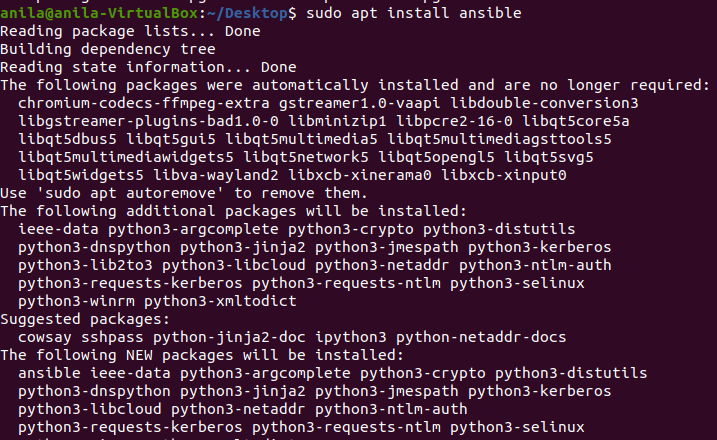 anila@anila-VirtualBox:~/Desktop$ sudo apt install ansible
Reading package lists... Done
Building dependency tree
Reading state information... Done
The following packages were automatically installed and are no longer required:
  chromium-codecs-ffmpeg-extra gstreamer1.0-vaapi libdouble-conversion3
  libgstreamer-plugins-bad1.0-0 libminizip1 libpcre2-16-0 libqt5core5a
  libqt5dbus5 libqt5gui5 libqt5multimedia5 libqt5multimediagsttools5
  libqt5multimediawidgets5 libqt5network5 libqt5opengl5 libqt5svg5
  libqt5widgets5 libva-wayland2 libxcb-xinerama0 libxcb-xinput0
Use 'sudo apt autoremove' to remove them.
The following additional packages will be installed:
  ieee-data python3-argcomplete python3-crypto python3-distutils
  python3-dnspython python3-jinja2 python3-jmespath python3-kerberos
  python3-lib2to3 python3-libcloud python3-netaddr python3-ntlm-auth
  python3-requests-kerberos python3-requests-ntlm python3-selinux
  python3-winrm python3-xmltodict
Suggested packages:
  cowsay sshpass python-jinja2-doc ipython3 python-netaddr-docs
The following NEW packages will be installed:
  ansible ieee-data python3-argcomplete python3-crypto python3-distutils
  python3-dnspython python3-jinja2 python3-jmespath python3-kerberos
  python3-libcloud python3-netaddr python3-ntlm-auth
  python3-requests-kerberos python3-requests-ntlm python3-selinux